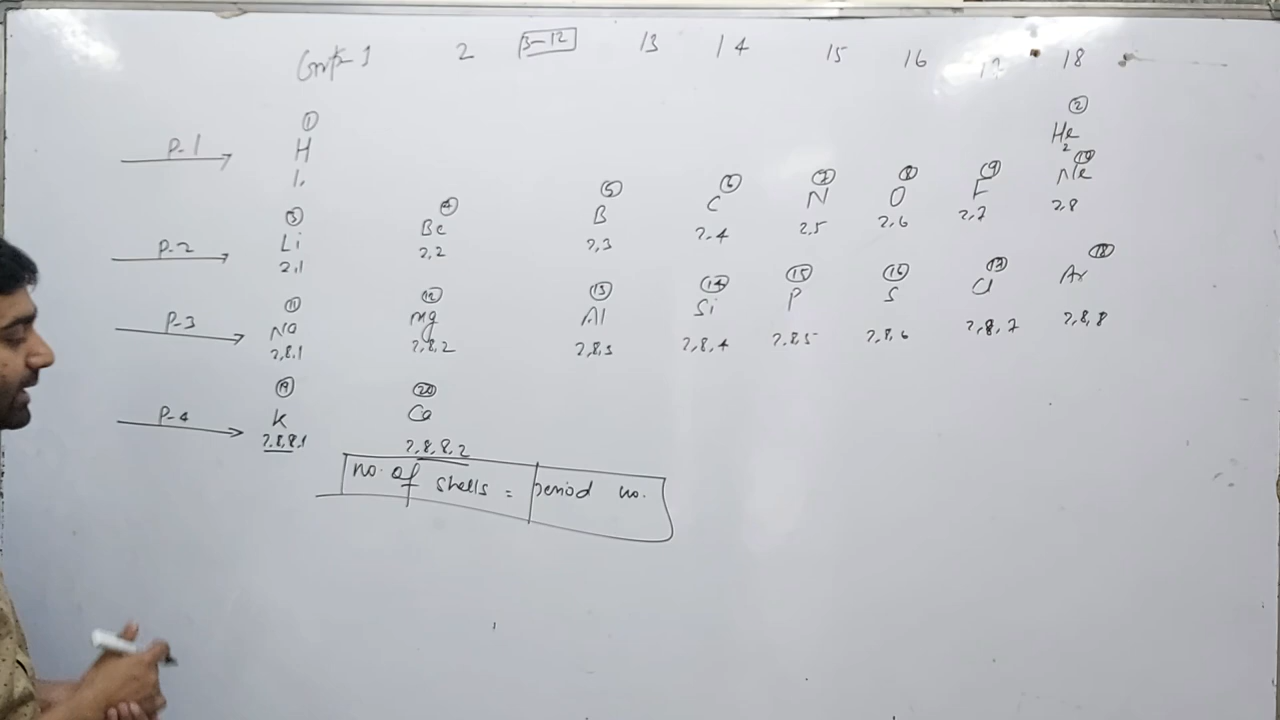 Group-1 2 3-12 13 14 15 16 17 18
1 2
P-1 H He
1. 2
3 4 5 6 7 8 9 10
P-2 Li Be B C N O F Ne
2,1 2,2 2,3 2,4 2,5 2,6 2,7 2,8
11 12 13 14 15 16 17 18
P-3 Na Mg Al Si P S Cl Ar
2,8,1 2,8,2 2,8,3 2,8,4 2,8,5 2,8,6 2,8,7 2,8,8
19 20
P-4 K Ca
2,8,8,1 2,8,8,2
no. of shells = period no.